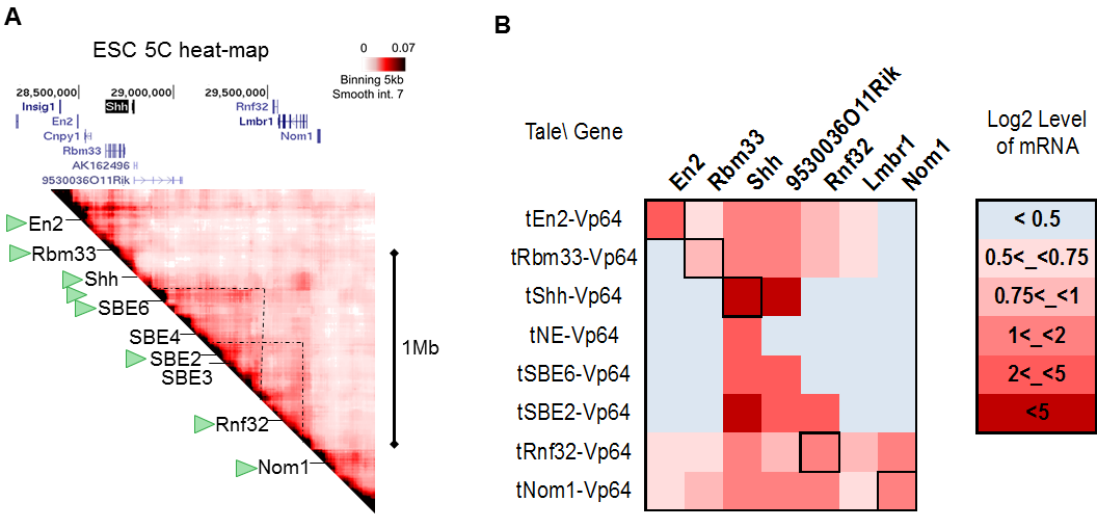 A
ESC 5C heat-map
0 0.07
Binning 5kb
Smooth int. 7
28,500,000 29,000,000 29,500,000
Insig1 Shh Rnf32
En2 Lmbr1
Cnpy1 Nom1
Rbm33
AK162496
9530036O11Rik
En2
Rbm33
Shh
SBE6
SBE4
SBE2
SBE3
Rnf32
Nom1
1Mb
B
Tale\ Gene
En2 Rbm33 Shh 9530036O11Rik Rnf32 Lmbr1 Nom1
tEn2-Vp64
tRbm33-Vp64
tShh-Vp64
tNE-Vp64
tSBE6-Vp64
tSBE2-Vp64
tRnf32-Vp64
tNom1-Vp64
Log2 Level
of mRNA
< 0.5
0.5<_<0.75
0.75<_<1
1<_<2
2<_<5
<5